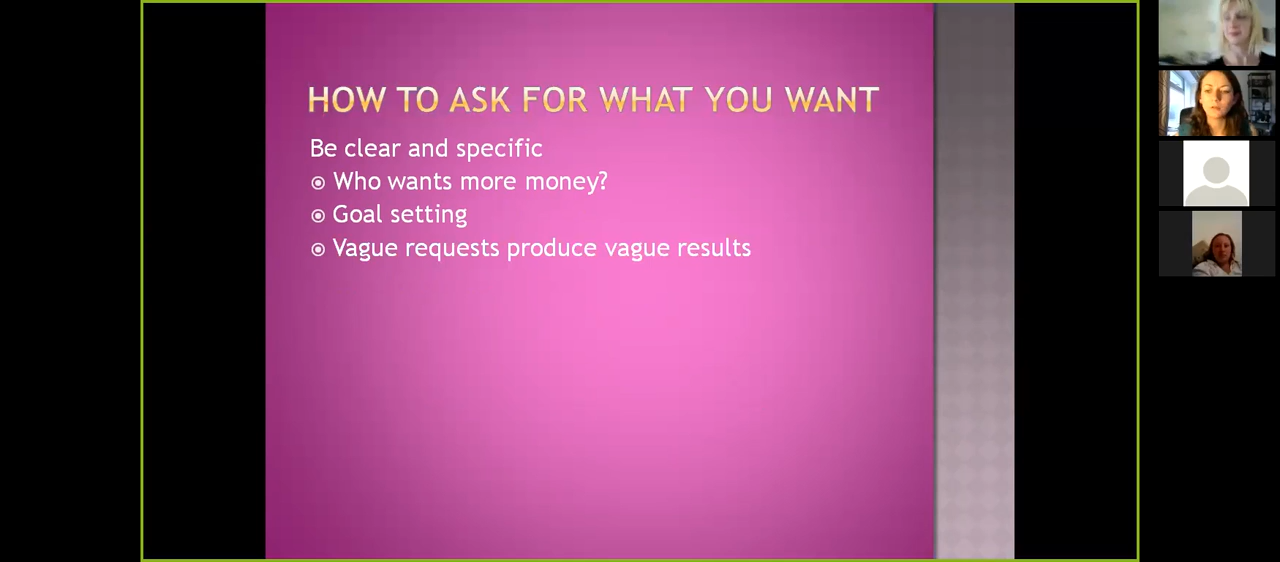 HOW TO ASK FOR WHAT YOU WANT
Be clear and specific
Who wants more money?
Goal setting
Vague requests produce vague results